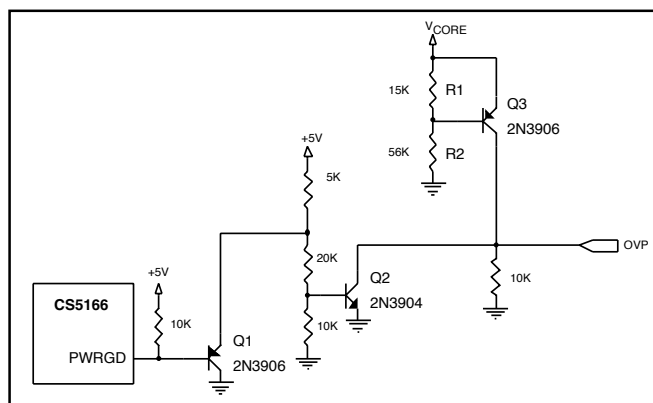 V CORE
15K R1
Q3
2N3906
56K R2
+5V
5K
OVP
20K
Q2
2N3904
10K
+5V
CS5166
10K
10K
Q1
PWRGD
2N3906